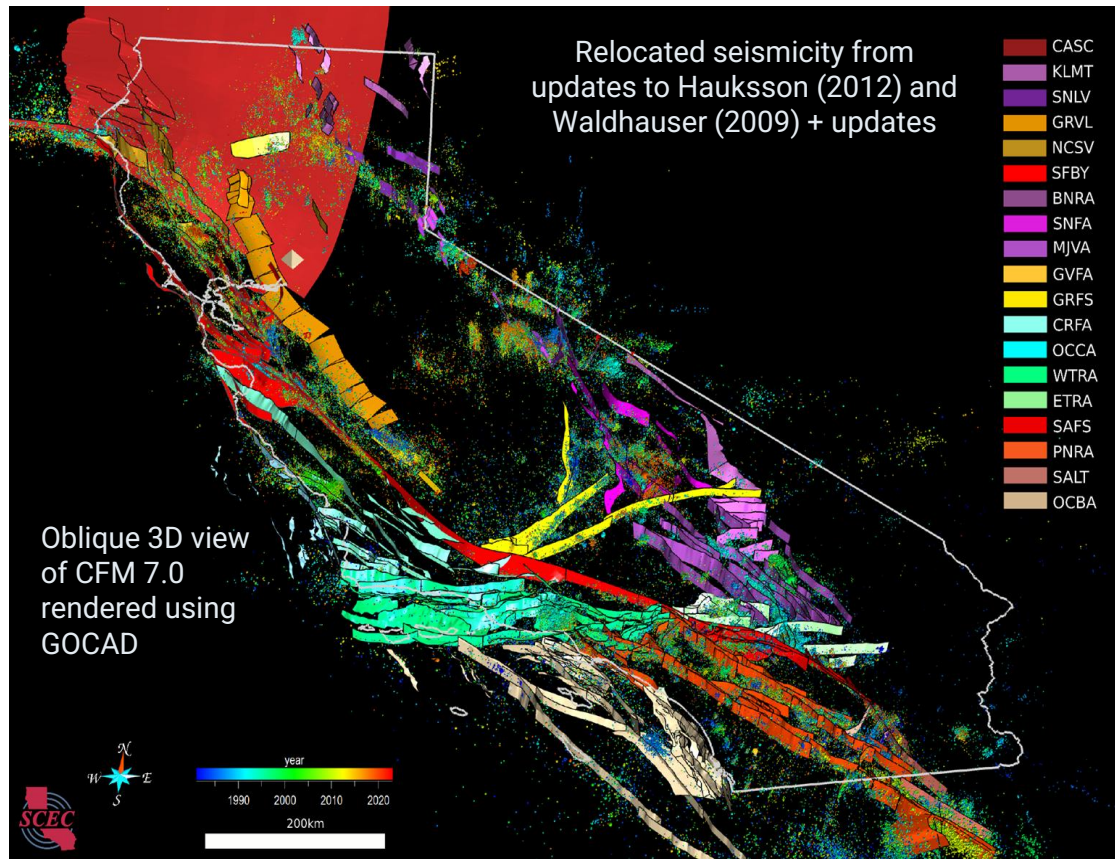 Relocated seismicity from
updates to Hauksson (2012) and
Waldhauser (2009) + updates
CASC
KLMT
SNLV
GRVL
NCSV
SFBY
BNRA
SNFA
MJVA
GVFA
GRFS
CRFA
OCCA
WTRA
ETRA
SAFS
PNRA
SALT
OCBA
Oblique 3D view
of CFM 7.0
rendered using
GOCAD
N
W E
S
year
1990 2000 2010 2020
200km
SCEC